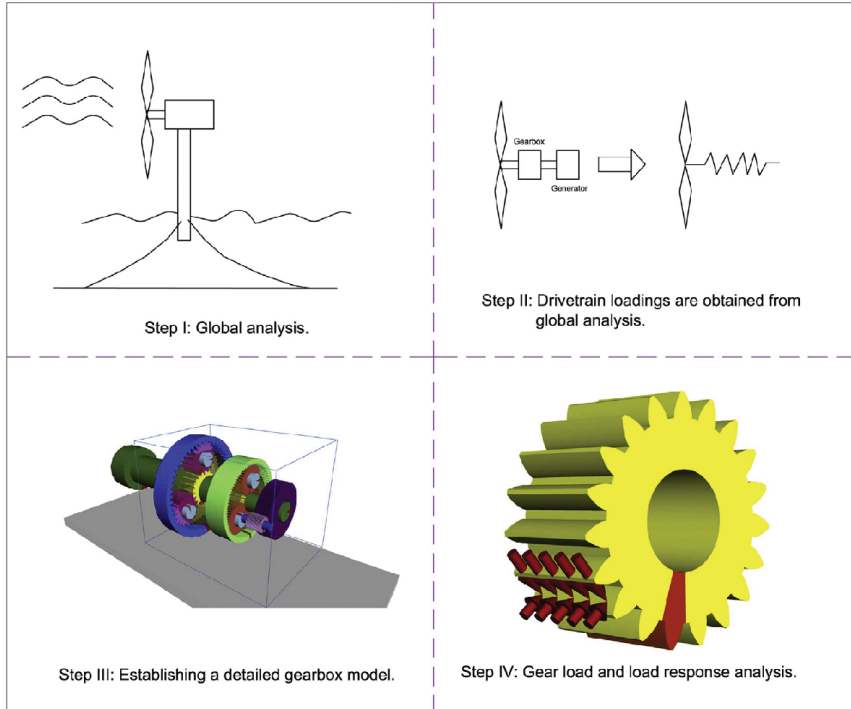 Step I: Global analysis.
Gearbox
Generator
Step II: Drivetrain loadings are obtained from
global analysis.
Step III: Establishing a detailed gearbox model.
Step IV: Gear load and load response analysis.